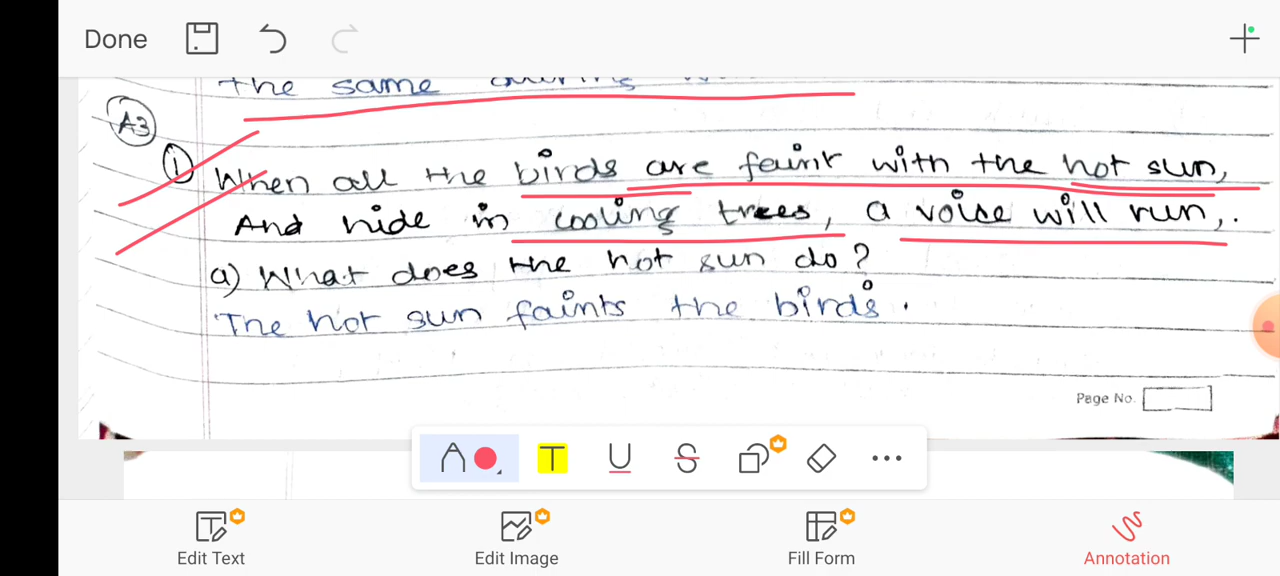 Done
the same
A3
i When all the birds are faint with the hot sun,
And hide in cooling trees, a voice will run,.
a) What does the hot sun do?
The hot sun faints the birds.
Page No.
T U S
Edit Text Edit Image Fill Form Annotation